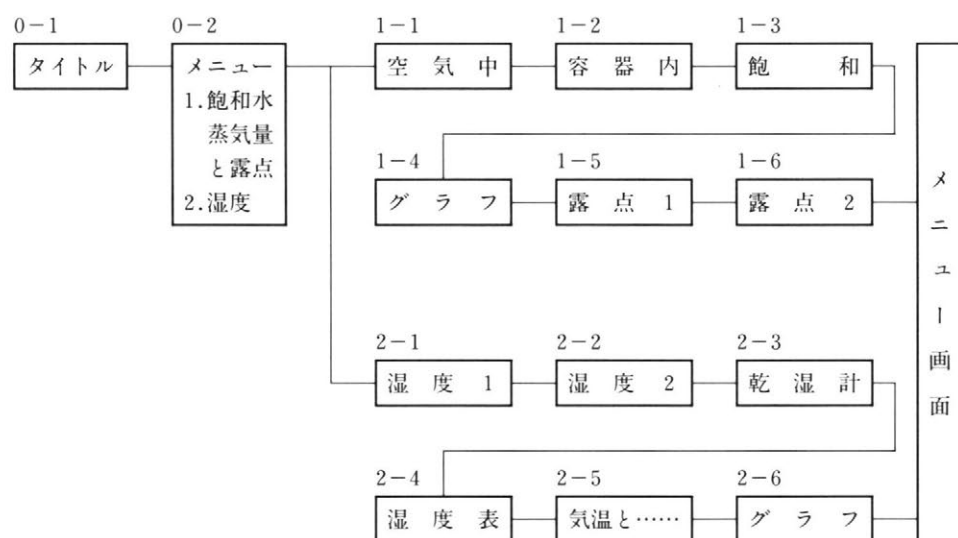 0-1
タイトル
0-2
メニュー
1.飽和水
蒸気量
と露点
2.湿度
1-1
空気中
1-2
容器内
1-3
飽和
1-4
グラフ
1-5
露点1
1-6
露点2
2-1
湿度1
2-2
湿度2
2-3
乾湿計
2-4
湿度表
2-5
気温と……
2-6
グラフ
メニュー画面